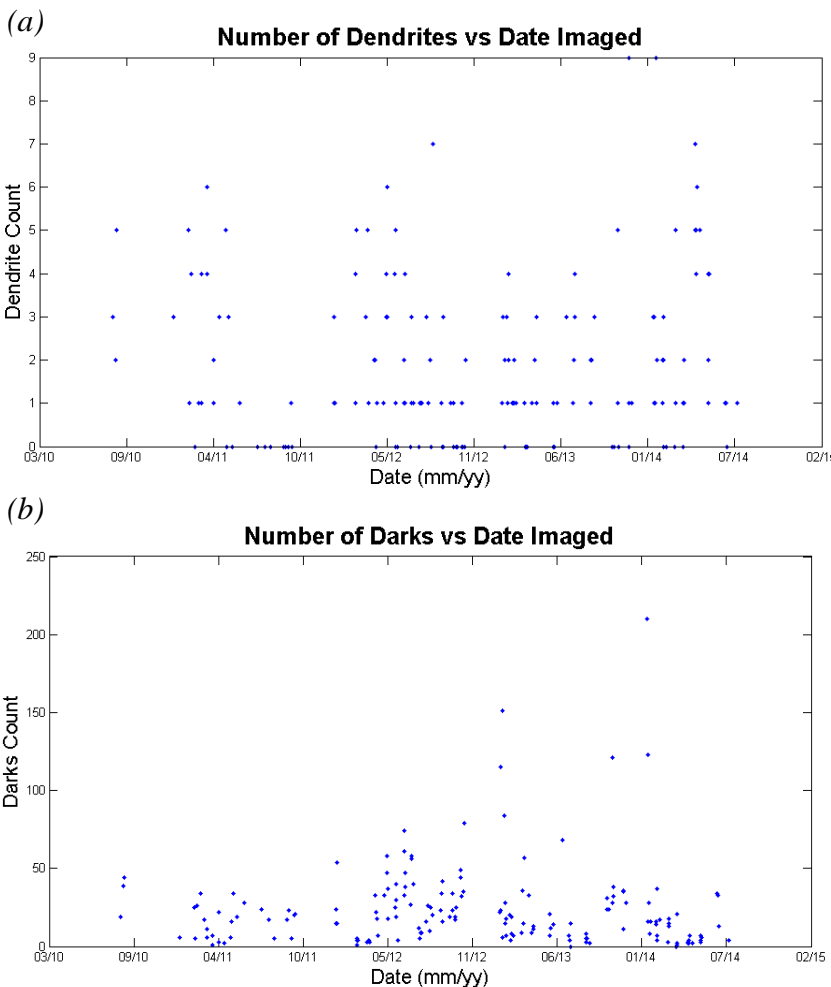 (a)
Number of Dendrites vs Date Imaged
9
8
7
6
5
4
3
2
1
0
Dendrite Count
03/10 09/10 04/11 10/11 05/12 11/12 06/13 01/14 07/14 02/15
Date (mm/yy)
(b)
Number of Darks vs Date Imaged
250
200
150
100
50
0
Darks Count
03/10 09/10 04/11 10/11 05/12 11/12 06/13 01/14 07/14 02/15
Date (mm/yy)